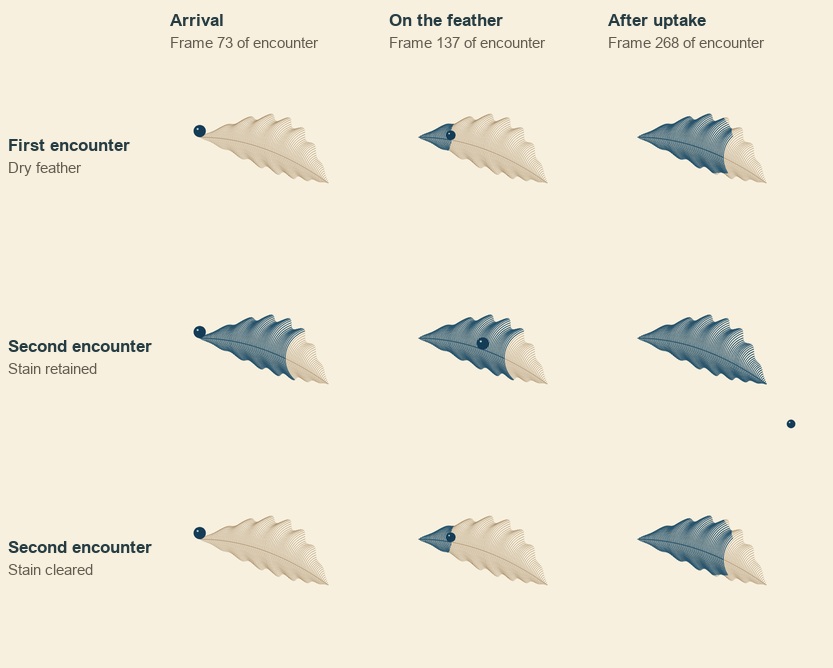 Arrival
Frame 73 of encounter
On the feather
Frame 137 of encounter
After uptake
Frame 268 of encounter
First encounter
Dry feather
Second encounter
Stain retained
Second encounter
Stain cleared